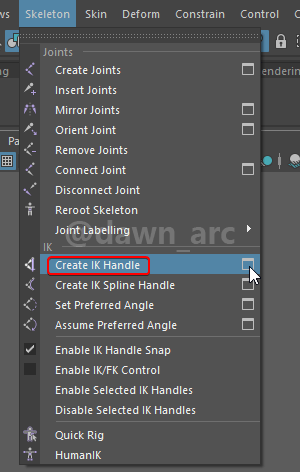 ws Skeleton Skin Deform Constrain Control C
Joints
Create Joints
Insert Joints
Mirror Joints
Orient Joint
Remove Joints
Connect Joint
Disconnect Joint
Reroot Skeleton
Joint Labelling
@dawn_arc
IK
Create IK Handle
Create IK Spline Handle
Set Preferred Angle
Assume Preferred Angle
Enable IK Handle Snap
Enable IK/FK Control
Enable Selected IK Handles
Disable Selected IK Handles
Quick Rig
HumanIK
Pa
endering